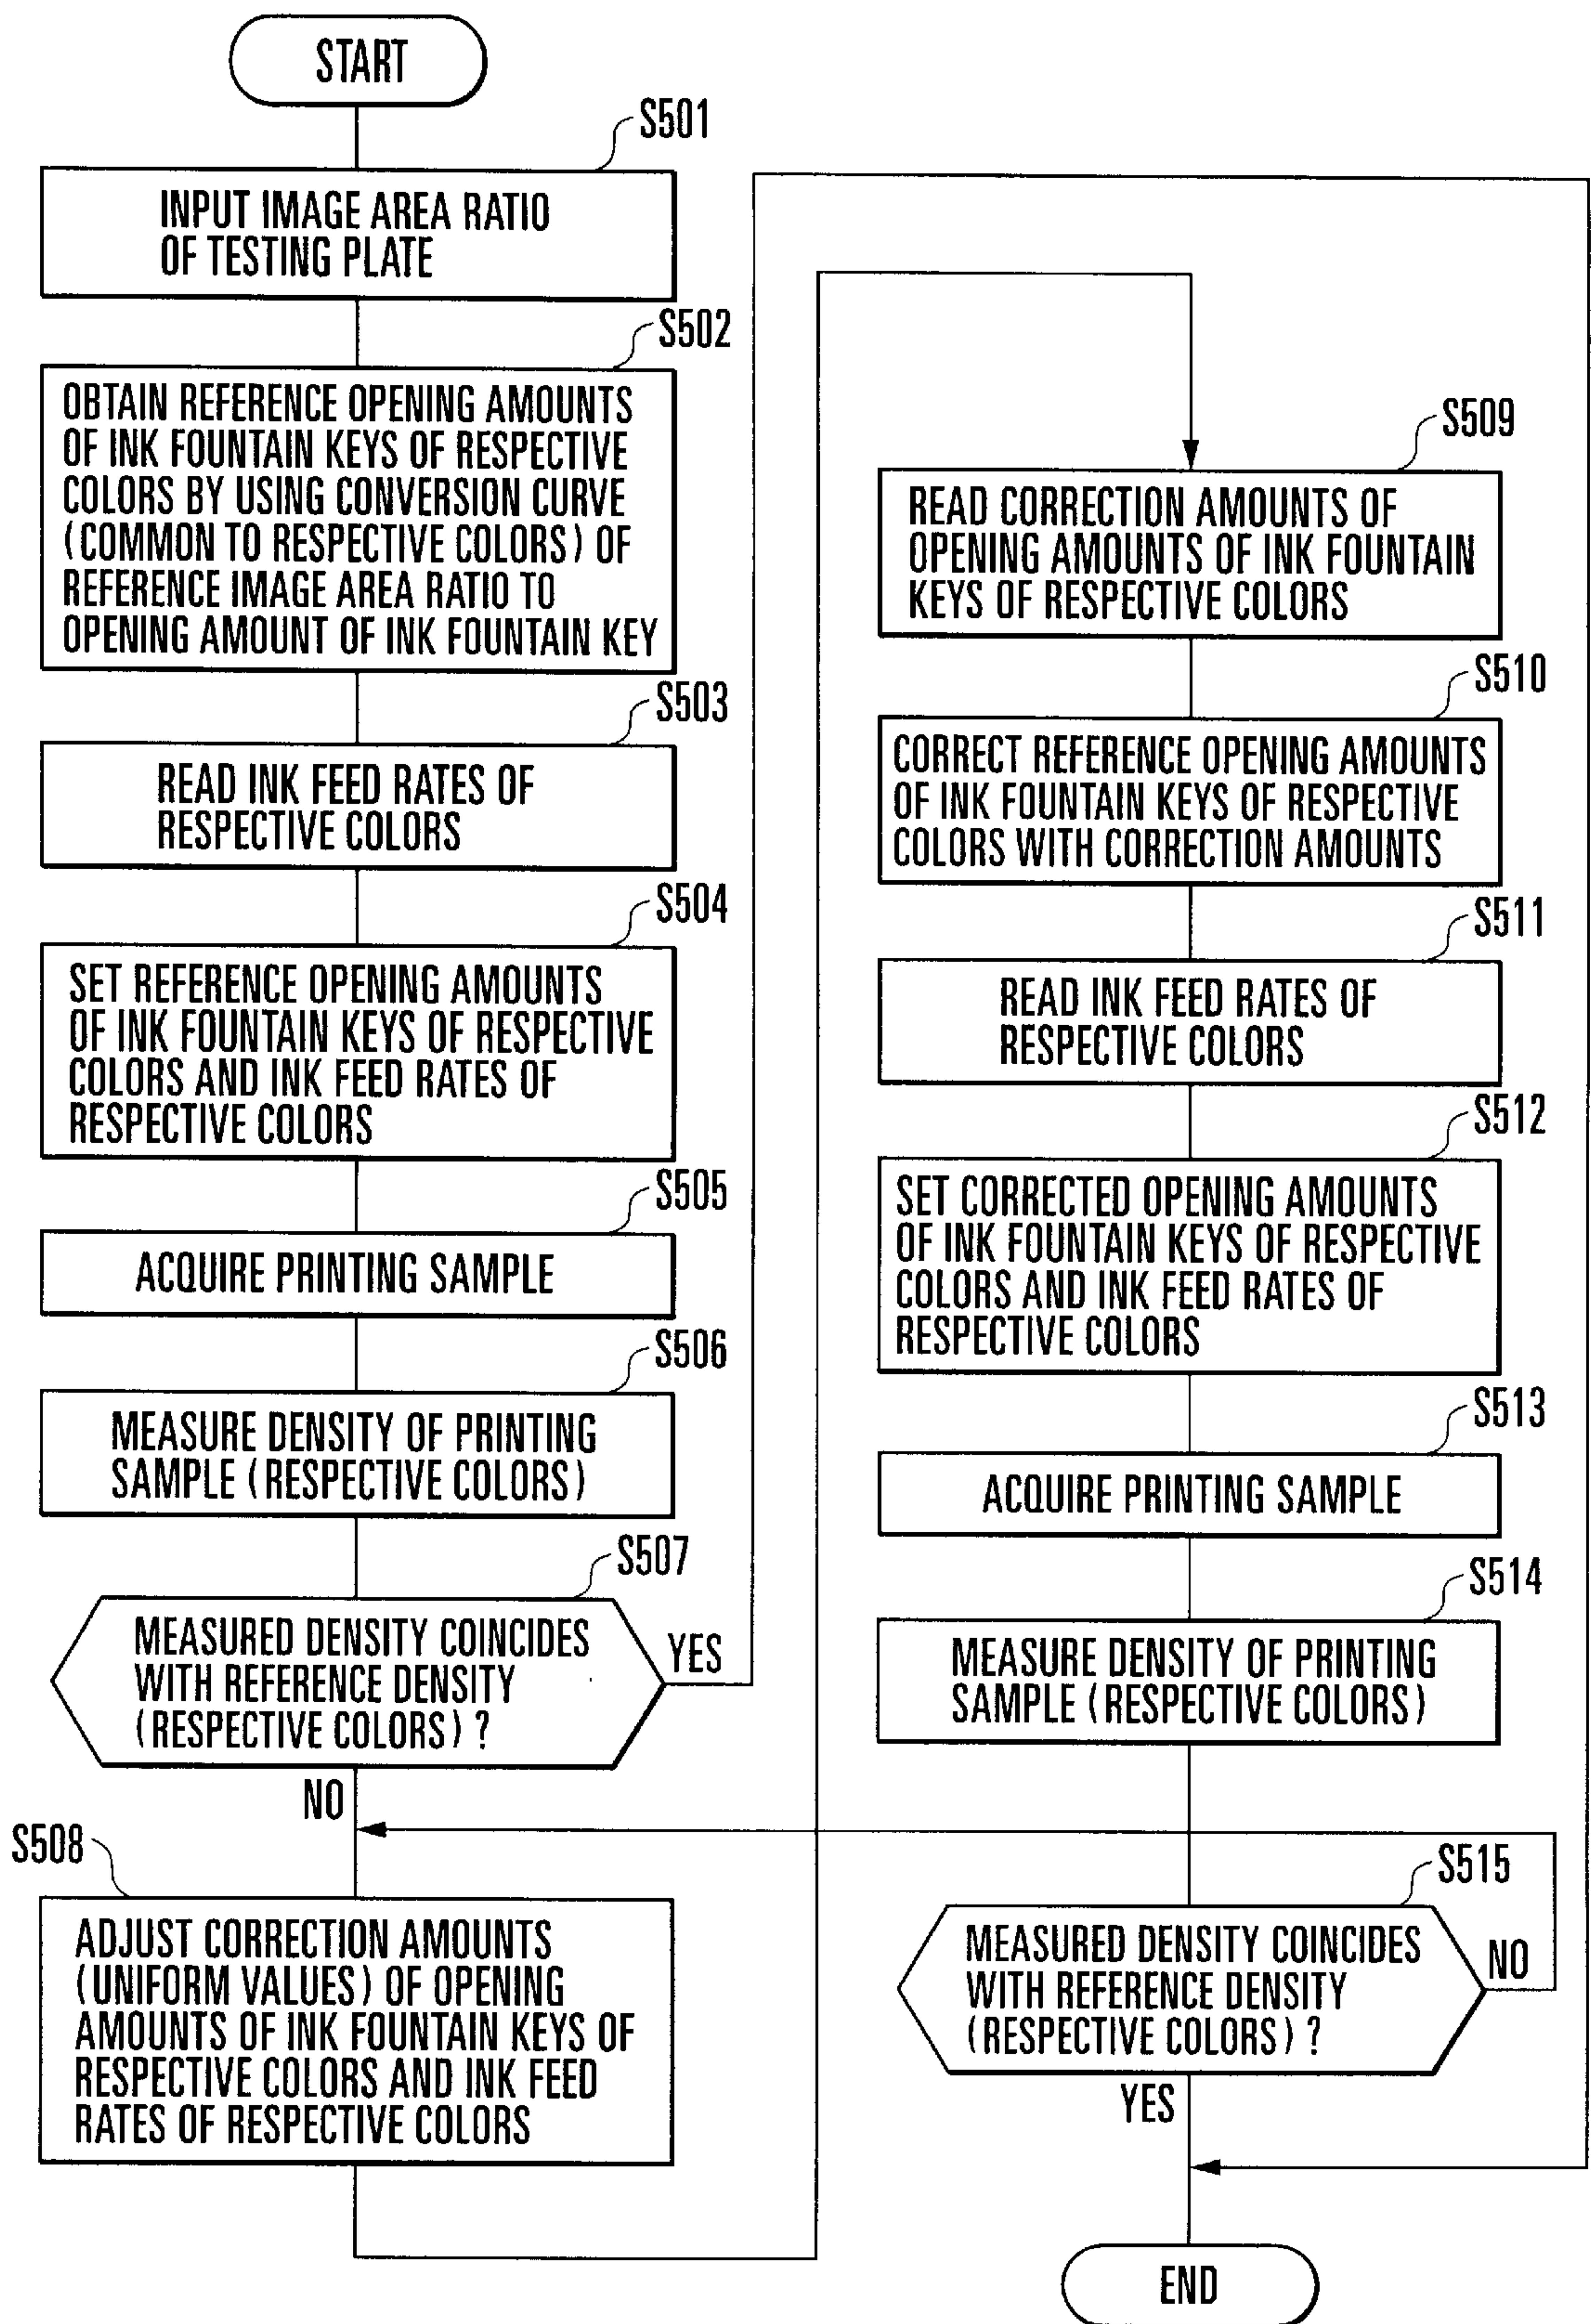 START
S501
INPUT IMAGE AREA RATIO
OF TESTING PLATE
S502
OBTAIN REFERENCE OPENING AMOUNTS
OF INK FOUNTAIN KEYS OF RESPECTIVE
COLORS BY USING CONVERSION CURVE
(COMMON TO RESPECTIVE COLORS) OF
REFERENCE IMAGE AREA RATIO TO
OPENING AMOUNT OF INK FOUNTAIN KEY
S503
READ INK FEED RATES OF
RESPECTIVE COLORS
S504
SET REFERENCE OPENING AMOUNTS
OF INK FOUNTAIN KEYS OF RESPECTIVE
COLORS AND INK FEED RATES OF
RESPECTIVE COLORS
S505
ACQUIRE PRINTING SAMPLE
S506
MEASURE DENSITY OF PRINTING
SAMPLE (RESPECTIVE COLORS)
S507
MEASURED DENSITY COINCIDES
WITH REFERENCE DENSITY
(RESPECTIVE COLORS) ?
YES
NO
S508
ADJUST CORRECTION AMOUNTS
(UNIFORM VALUES) OF OPENING
AMOUNTS OF INK FOUNTAIN KEYS OF
RESPECTIVE COLORS AND INK FEED
RATES OF RESPECTIVE COLORS
S509
READ CORRECTION AMOUNTS OF
OPENING AMOUNTS OF INK FOUNTAIN
KEYS OF RESPECTIVE COLORS
S510
CORRECT REFERENCE OPENING AMOUNTS
OF INK FOUNTAIN KEYS OF RESPECTIVE
COLORS WITH CORRECTION AMOUNTS
S511
READ INK FEED RATES OF
RESPECTIVE COLORS
S512
SET CORRECTED OPENING AMOUNTS
OF INK FOUNTAIN KEYS OF RESPECTIVE
COLORS AND INK FEED RATES OF
RESPECTIVE COLORS
S513
ACQUIRE PRINTING SAMPLE
S514
MEASURE DENSITY OF PRINTING
SAMPLE (RESPECTIVE COLORS)
S515
MEASURED DENSITY COINCIDES
WITH REFERENCE DENSITY
(RESPECTIVE COLORS) ?
NO
YES
END